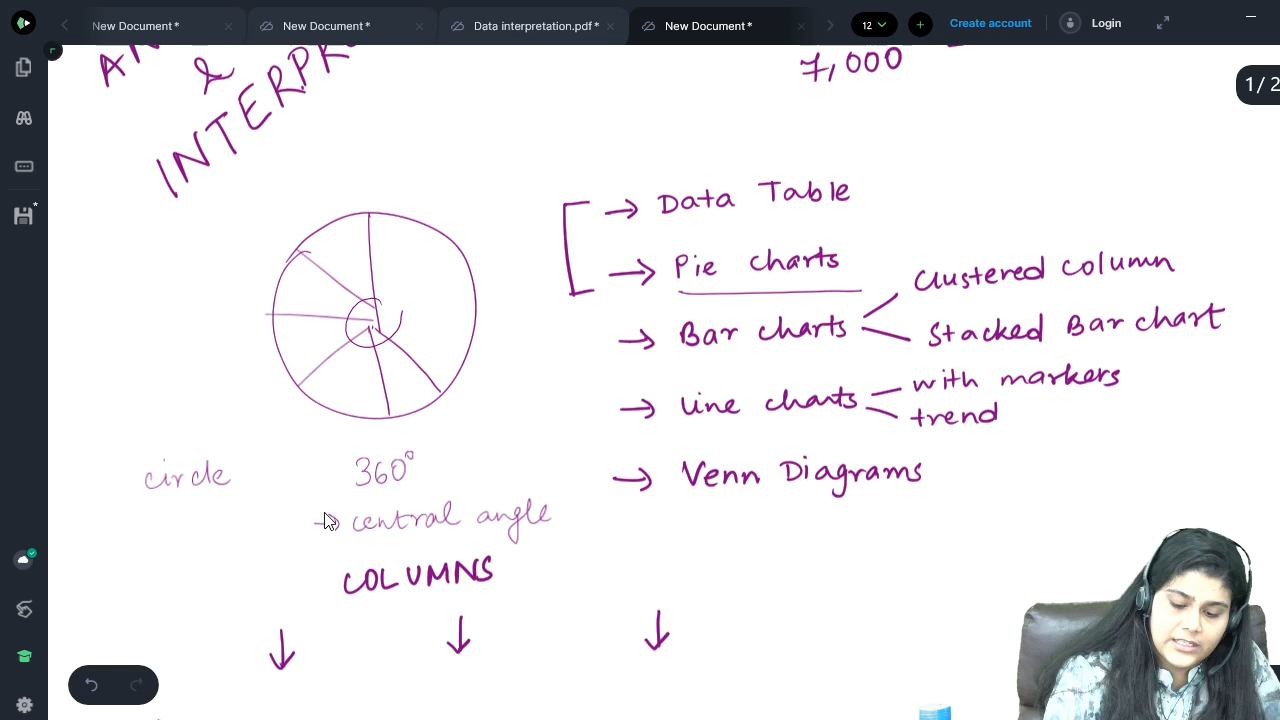 New Document*
New Document*
Data interpretation.pdf*
New Document*
12
Create account
Login
&
7,000
1/2
→ Data Table
→ Pie charts
Clustered column
→ Bar charts
Stacked Bar chart
with markers
→ line charts
trend
→ Venn Diagrams
circle 360°
→ central angle
COLUMNS